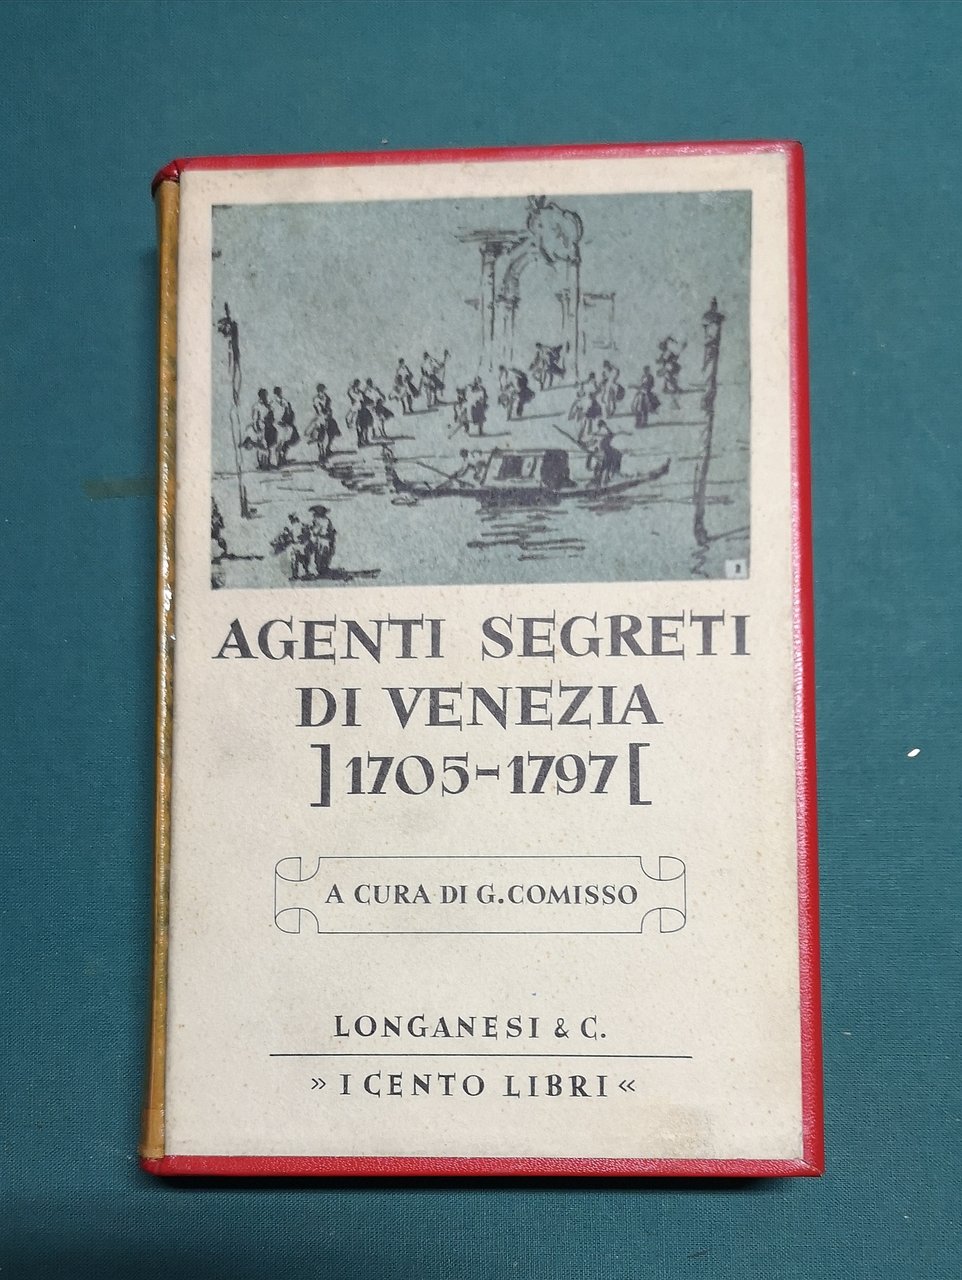 AGENTI SEGRETI
DI VENEZIA
]1705-1797[
A CURA DI G. COMISSO
LONGANESI & C.
» I CENTO LIBRI «